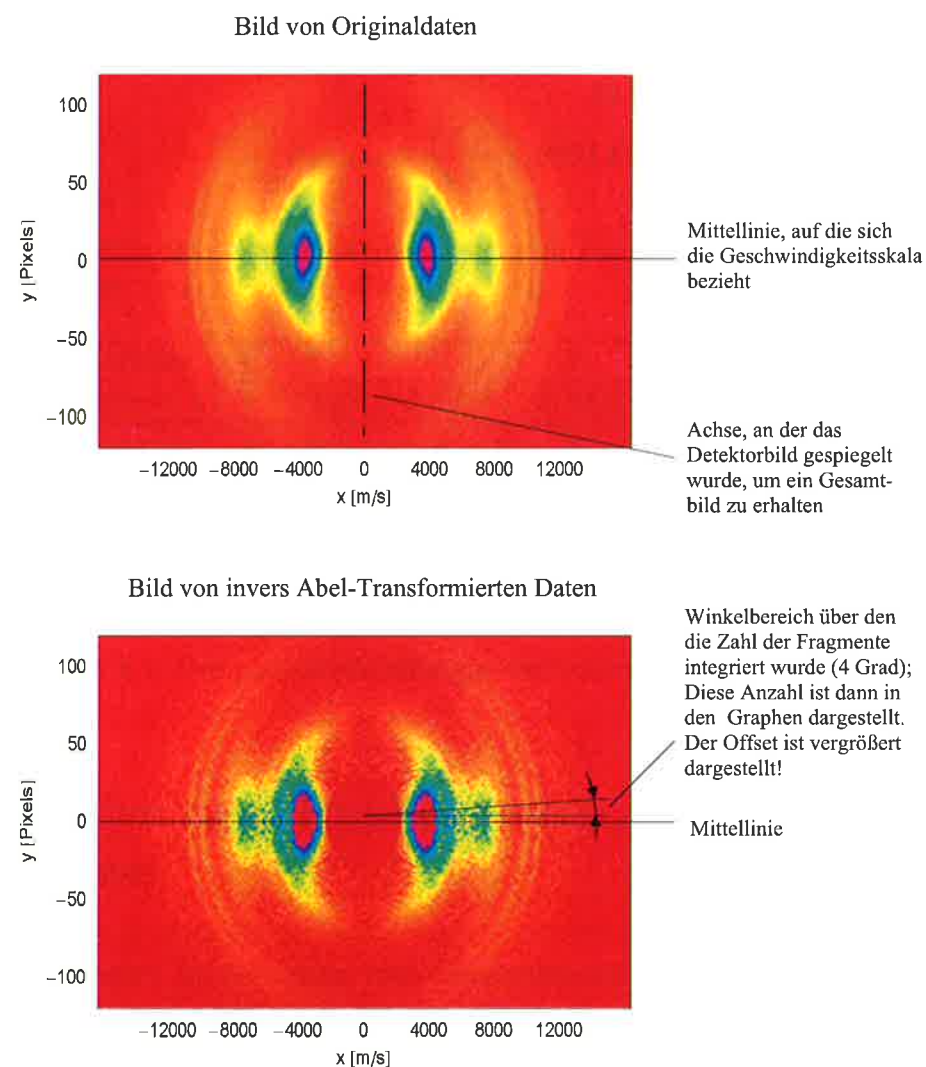 Bild von Originaldaten
100
50
0
−50
−100
y [Pixels]
−12000 −8000 −4000 0 4000 8000 12000
x [m/s]
Mittellinie, auf die sich
die Geschwindigkeitsskala
bezieht
Achse, an der das
Detektorbild gespiegelt
wurde, um ein Gesamt-
bild zu erhalten
Bild von invers Abel-Transformierten Daten
100
50
0
−50
−100
y [Pixels]
−12000 −8000 −4000 0 4000 8000 12000
x [m/s]
Winkelbereich über den
die Zahl der Fragmente
integriert wurde (4 Grad);
Diese Anzahl ist dann in
den Graphen dargestellt.
Der Offset ist vergrößert
dargestellt!
Mittellinie